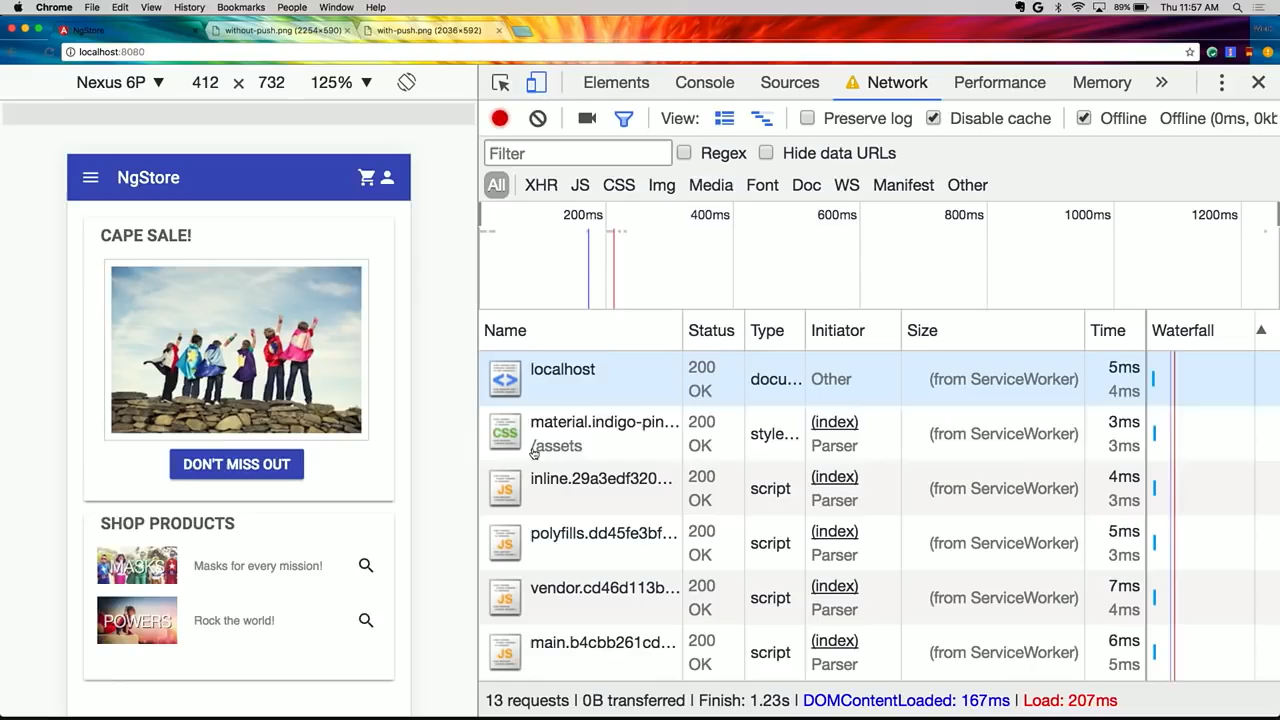 Chrome File Edit View History Bookmarks People Window Help 89% Thu 11:57 AM
NgStore without-push.png (2254×590) × with-push.png (2036×592) ×
localhost:8080
Nexus 6P ▼ 412 × 732 125% ▼
Elements Console Sources Network Performance Memory »
View: Preserve log Disable cache Offline Offline (0ms, 0kb
Filter Regex Hide data URLs
All XHR JS CSS Img Media Font Doc WS Manifest Other
200ms 400ms 600ms 800ms 1000ms 1200ms
Name Status Type Initiator Size Time Waterfall
localhost 200 OK docu... Other (from ServiceWorker) 5ms 4ms
material.indigo-pin... /assets 200 OK style... (index) Parser (from ServiceWorker) 3ms 3ms
inline.29a3edf320... 200 OK script (index) Parser (from ServiceWorker) 4ms 3ms
polyfills.dd45fe3bf... 200 OK script (index) Parser (from ServiceWorker) 5ms 3ms
vendor.cd46d113b... 200 OK script (index) Parser (from ServiceWorker) 7ms 4ms
main.b4cbb261cd... 200 OK script (index) Parser (from ServiceWorker) 6ms 5ms
13 requests | 0B transferred | Finish: 1.23s | DOMContentLoaded: 167ms | Load: 207ms
NgStore
CAPE SALE!
DON'T MISS OUT
SHOP PRODUCTS
MASKS Masks for every mission!
POWERS Rock the world!